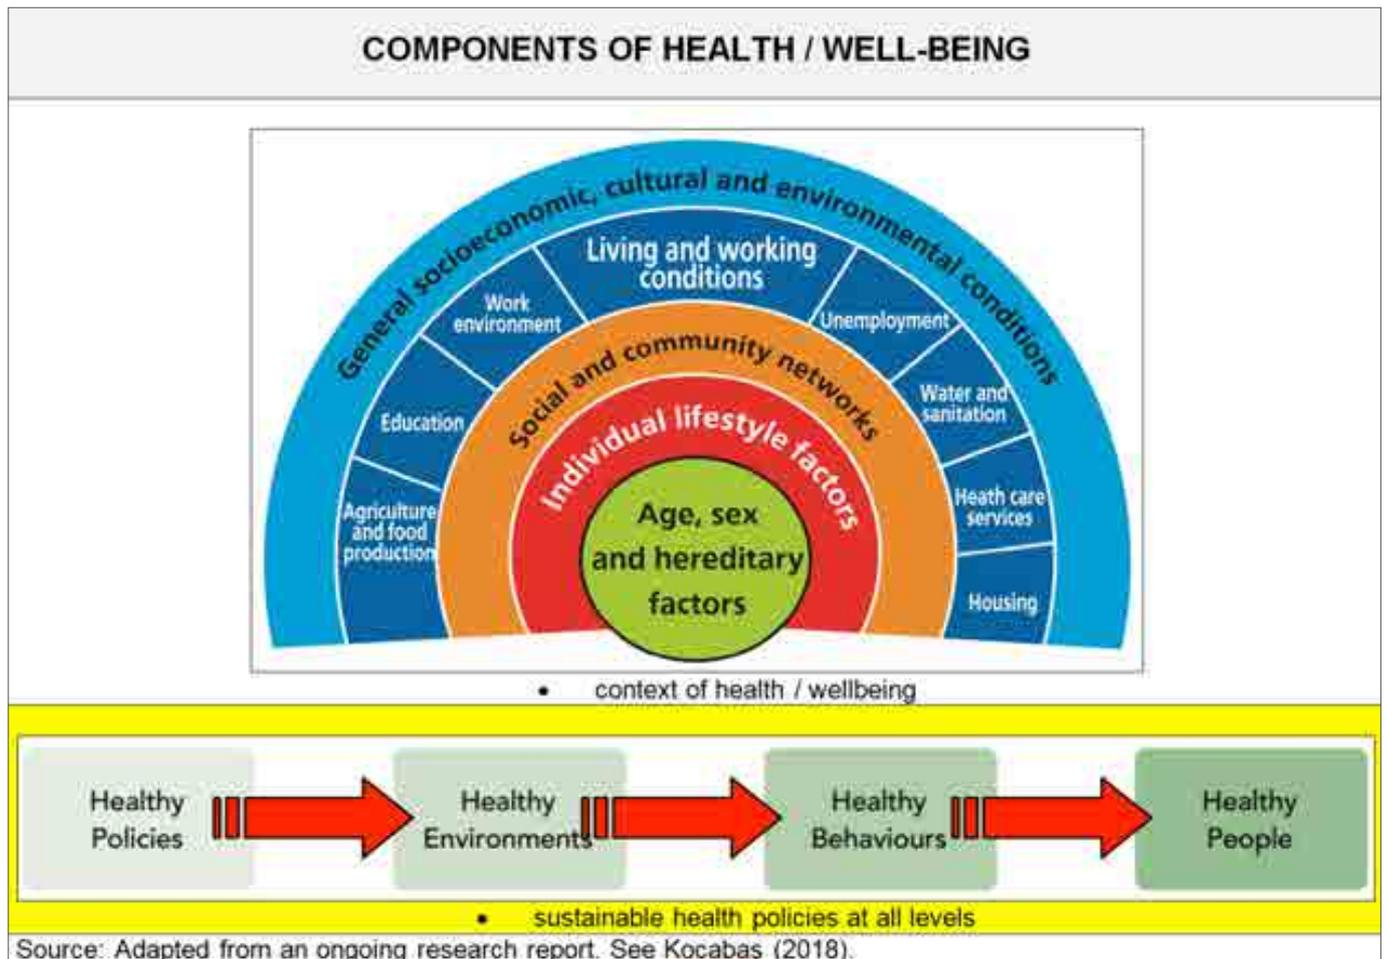 COMPONENTS OF HEALTH / WELL-BEING
General socioeconomic, cultural and environmental conditions
Living and working
conditions
Work
environment
Unemployment
Education
Water and
sanitation
Agriculture
and food
production
Heath care
services
Housing
Social and community networks
Individual lifestyle factors
Age, sex
and hereditary
factors
• context of health / wellbeing
Healthy
Policies
Healthy
Environments
Healthy
Behaviours
Healthy
People
• sustainable health policies at all levels
Source: Adapted from an ongoing research report. See Kocabas (2018).